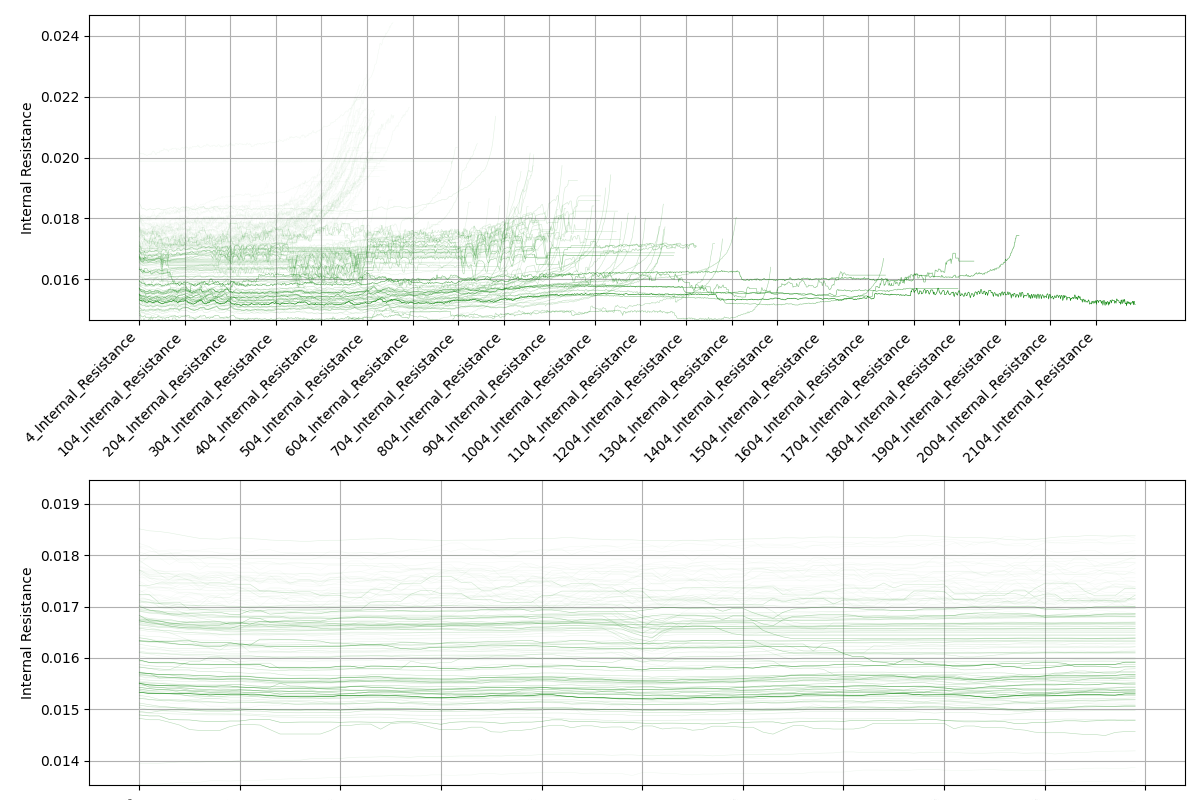 0.024
0.022
0.020
0.018
0.016
Internal Resistance
4_Internal_Resistance
104_Internal_Resistance
204_Internal_Resistance
304_Internal_Resistance
404_Internal_Resistance
504_Internal_Resistance
604_Internal_Resistance
704_Internal_Resistance
804_Internal_Resistance
904_Internal_Resistance
1004_Internal_Resistance
1104_Internal_Resistance
1204_Internal_Resistance
1304_Internal_Resistance
1404_Internal_Resistance
1504_Internal_Resistance
1604_Internal_Resistance
1704_Internal_Resistance
1804_Internal_Resistance
1904_Internal_Resistance
2004_Internal_Resistance
2104_Internal_Resistance
0.019
0.018
0.017
0.016
0.015
0.014
Internal Resistance